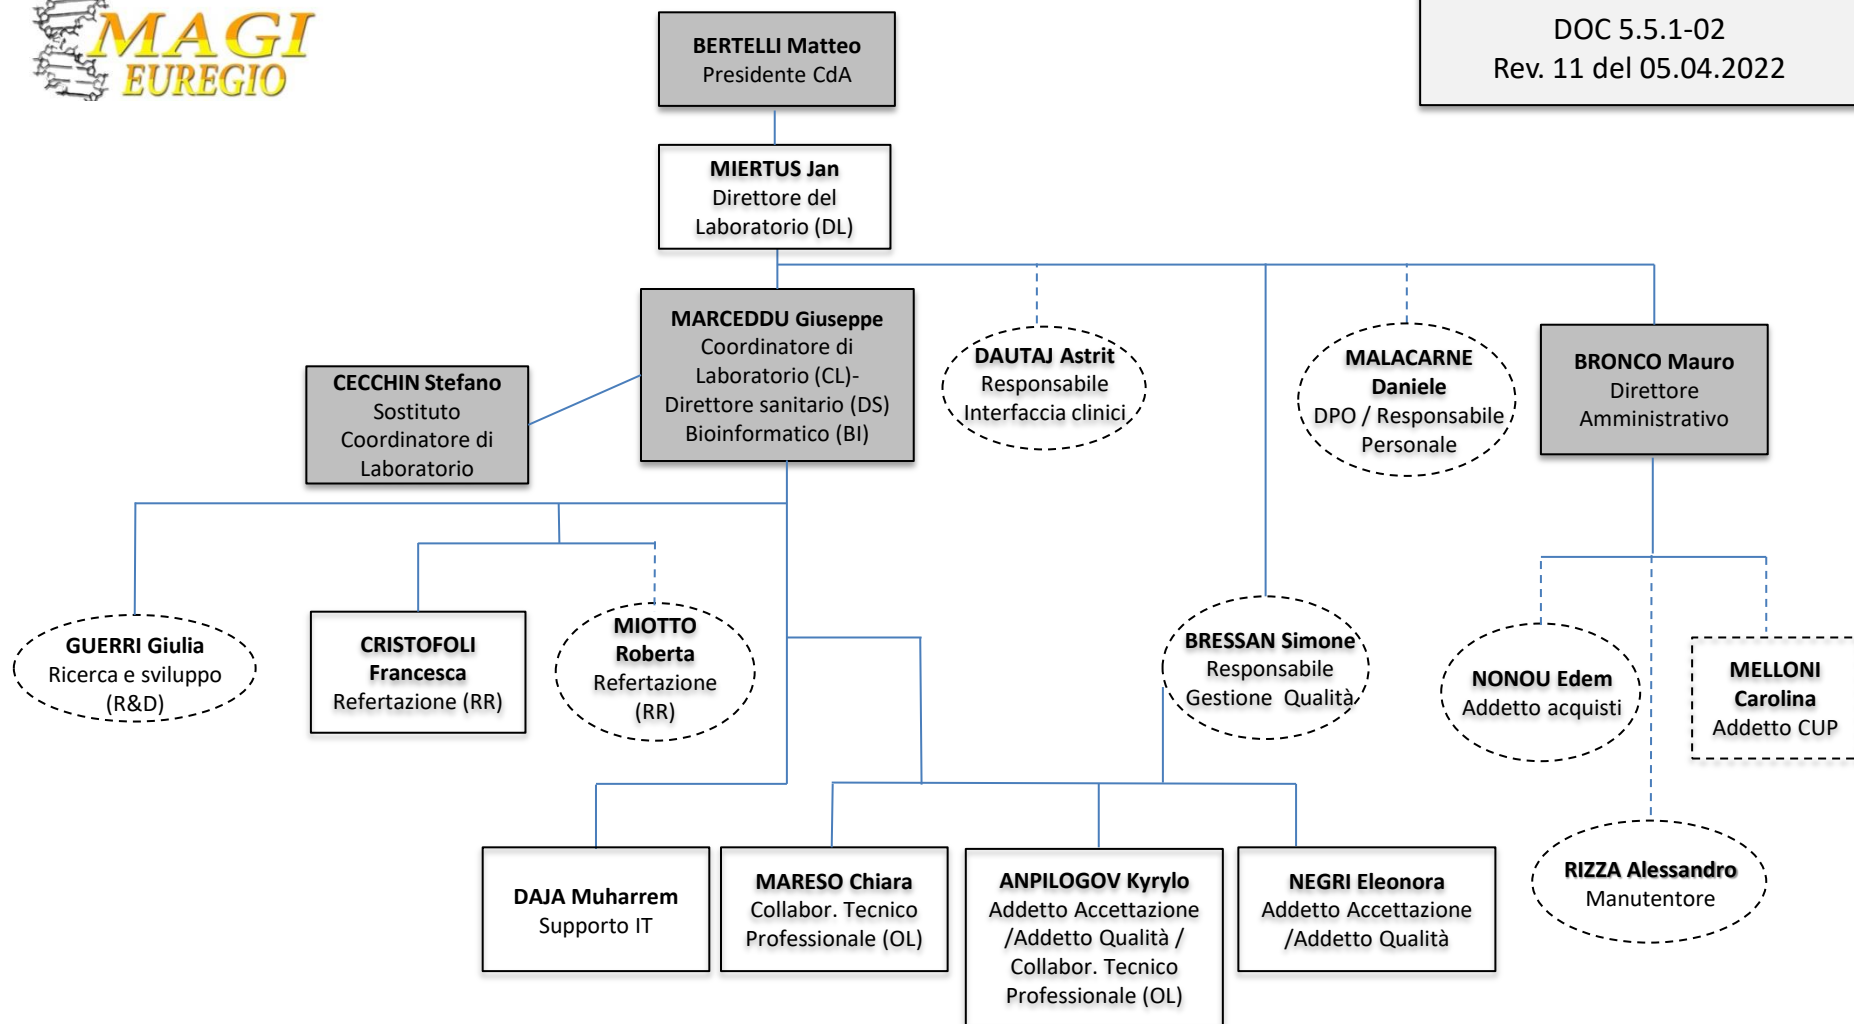 MAGI
EUREGIO
DOC 5.5.1-02
Rev. 11 del 05.04.2022
BERTELLI Matteo
Presidente CdA
MIERTUS Jan
Direttore del
Laboratorio (DL)
MARCEDDU Giuseppe
Coordinatore di
Laboratorio (CL)-
Direttore sanitario (DS)
Bioinformatico (BI)
CECCHIN Stefano
Sostituto
Coordinatore di
Laboratorio
DAUTAJ Astrit
Responsabile
Interfaccia clinici
MALACARNE
Daniele
DPO / Responsabile
Personale
BRONCO Mauro
Direttore
Amministrativo
GUERRI Giulia
Ricerca e sviluppo
(R&D)
CRISTOFOLI
Francesca
Refertazione (RR)
MIOTTO
Roberta
Refertazione
(RR)
BRESSAN Simone
Responsabile
Gestione Qualità
NONOU Edem
Addetto acquisti
MELLONI
Carolina
Addetto CUP
DAJA Muharrem
Supporto IT
MARESO Chiara
Collabor. Tecnico
Professionale (OL)
ANPILOGOV Kyrylo
Addetto Accettazione
/Addetto Qualità /
Collabor. Tecnico
Professionale (OL)
NEGRI Eleonora
Addetto Accettazione
/Addetto Qualità
RIZZA Alessandro
Manutentore